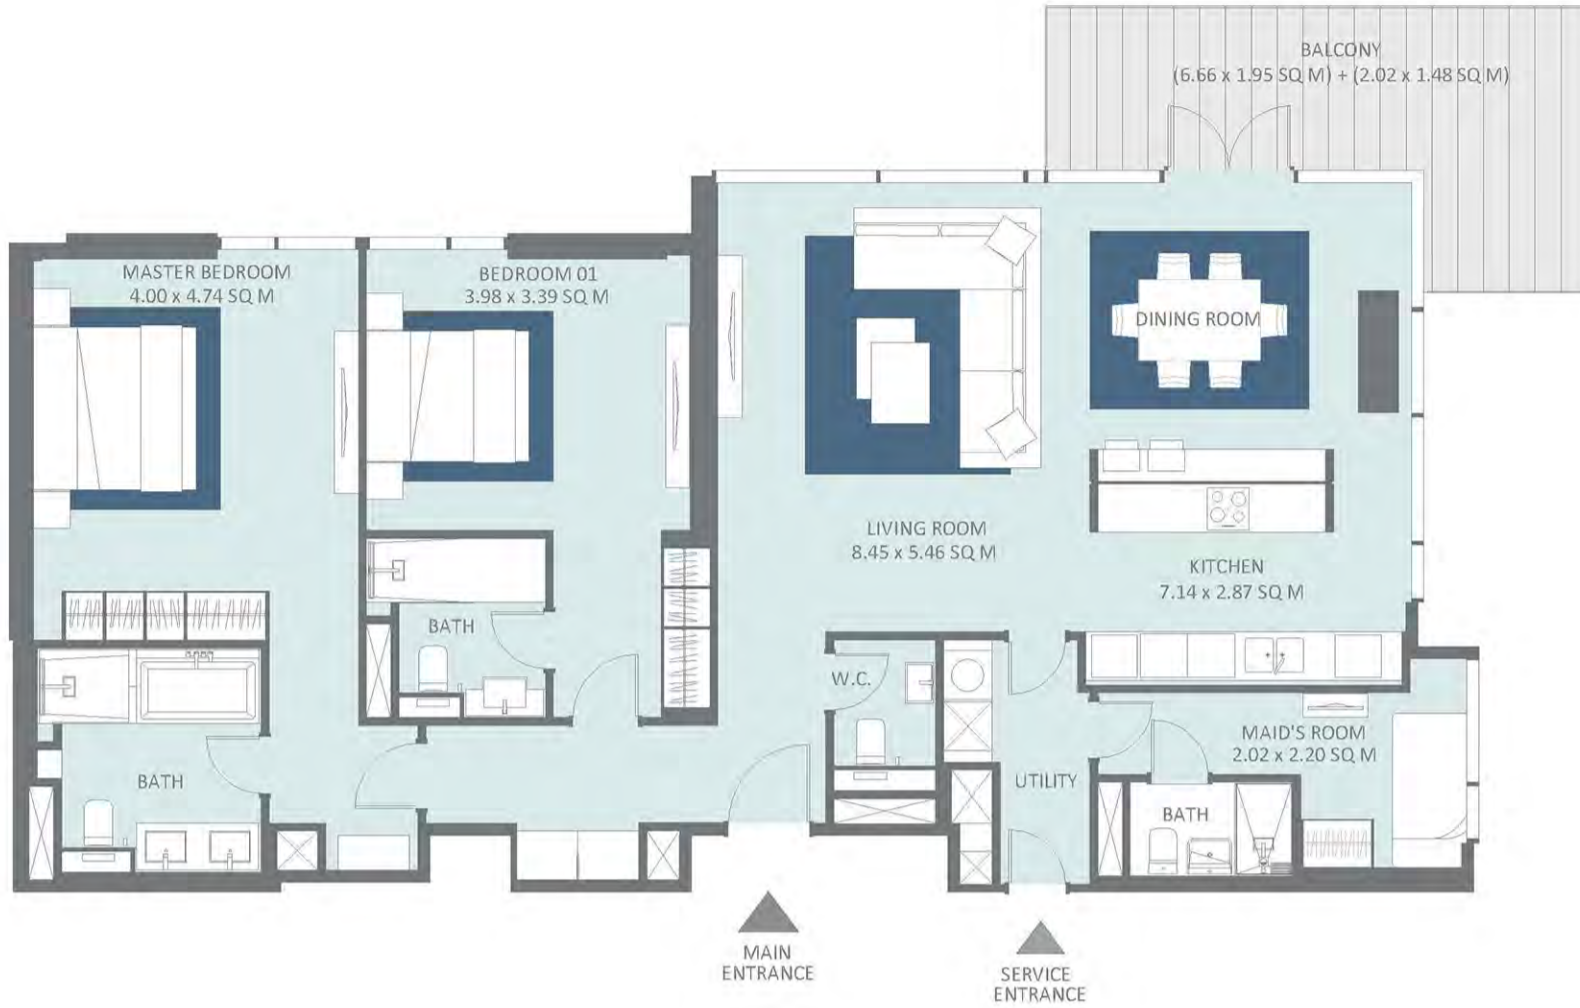 BALCONY
(6.66 x 1.95 SQ M) + (2.02 x 1.48 SQ M)
MASTER BEDROOM
4.00 x 4.74 SQ M
BEDROOM 01
3.98 x 3.39 SQ M
DINING ROOM
LIVING ROOM
8.45 x 5.46 SQ M
KITCHEN
7.14 x 2.87 SQ M
BATH
W.C.
MAID'S ROOM
2.02 x 2.20 SQ M
BATH
UTILITY
BATH
MAIN
ENTRANCE
SERVICE
ENTRANCE